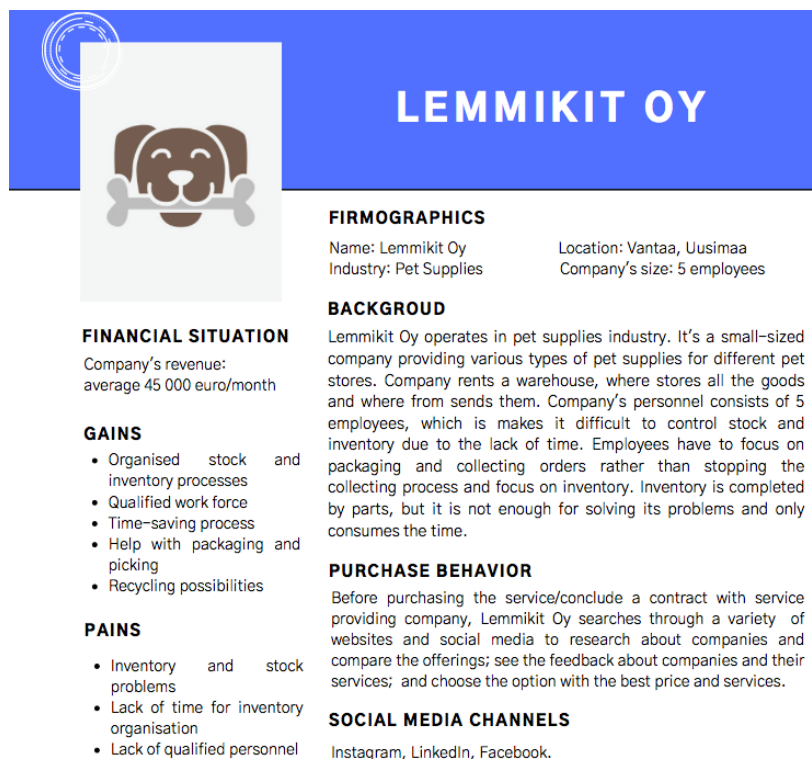 LEMMIKIT OY
FIRMOGRAPHICS
Name: Lemmikit Oy
Location: Vantaa, Uusimaa
Industry: Pet Supplies
Company's size: 5 employees
BACKGROUD
Lemmikit Oy operates in pet supplies industry. It's a small-sized
company providing various types of pet supplies for different pet
stores. Company rents a warehouse, where stores all the goods
and where from sends them. Company's personnel consists of 5
employees, which is makes it difficult to control stock and
inventory due to the lack of time. Employees have to focus on
packaging and collecting orders rather than stopping the
collecting process and focus on inventory. Inventory is completed
by parts, but it is not enough for solving its problems and only
consumes the time.
PURCHASE BEHAVIOR
Before purchasing the service/conclude a contract with service
providing company, Lemmikit Oy searches through a variety of
websites and social media to research about companies and
compare the offerings; see the feedback about companies and their
services; and choose the option with the best price and services.
SOCIAL MEDIA CHANNELS
Instagram, LinkedIn, Facebook.
FINANCIAL SITUATION
Company's revenue:
average 45 000 euro/month
GAINS
• Organised stock and
inventory processes
• Qualified work force
• Time-saving process
• Help with packaging and
picking
• Recycling possibilities
PAINS
• Inventory and stock
problems
• Lack of time for inventory
organisation
• Lack of qualified personnel